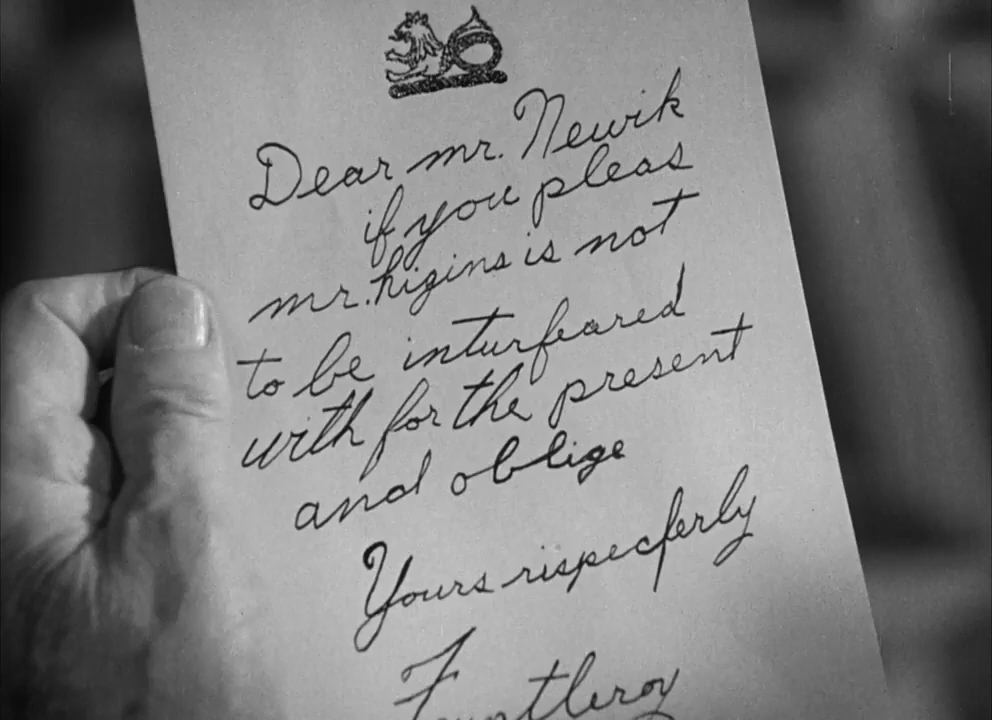 Dear mr. Newik
if you pleas
mr. higins is not
to be inturfeared
with for the present
and oblige
Yours rispecferly
Fauntleroy